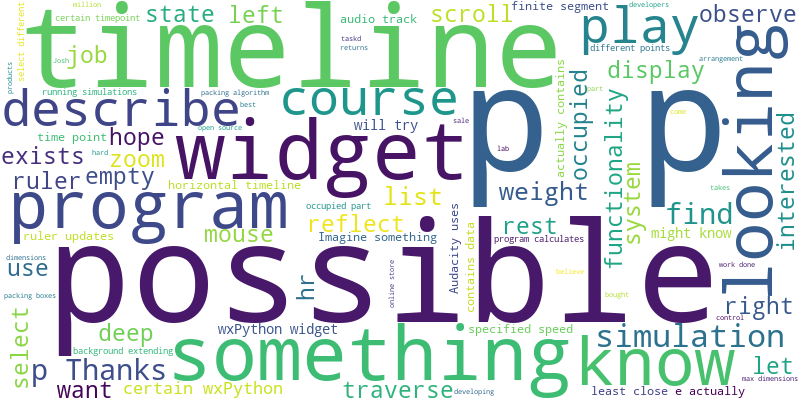 million
certain timepoint
select different
timeline
state
left
audio track
scroll
finite segment
developers
play
observe
different points
job
taskd
returns
arrangement
Josh
products
running simulations
packing algorithm
best
course
p p
display
looking
describe
occupied
actually contains
part
open source
sale
will try
time point
hope
widget
come
interested
exists
hard
zoom
lab
functionality
system
ruler
empty
horizontal timeline
list
weight
takes
program
occupied part
find
mouse
reflect
rest
might know
ruler updates
Imagine something
program calculates
Audacity uses
possible
dimensions
use
online store
contains data
believe
work done
packing boxes
hr
bought
control
right
select
deep
wxPython widget
specified speed
simulation
let
background extending
something
know
p
Thanks
max dimensions
want
certain wxPython
traverse
developing
least close
e actually